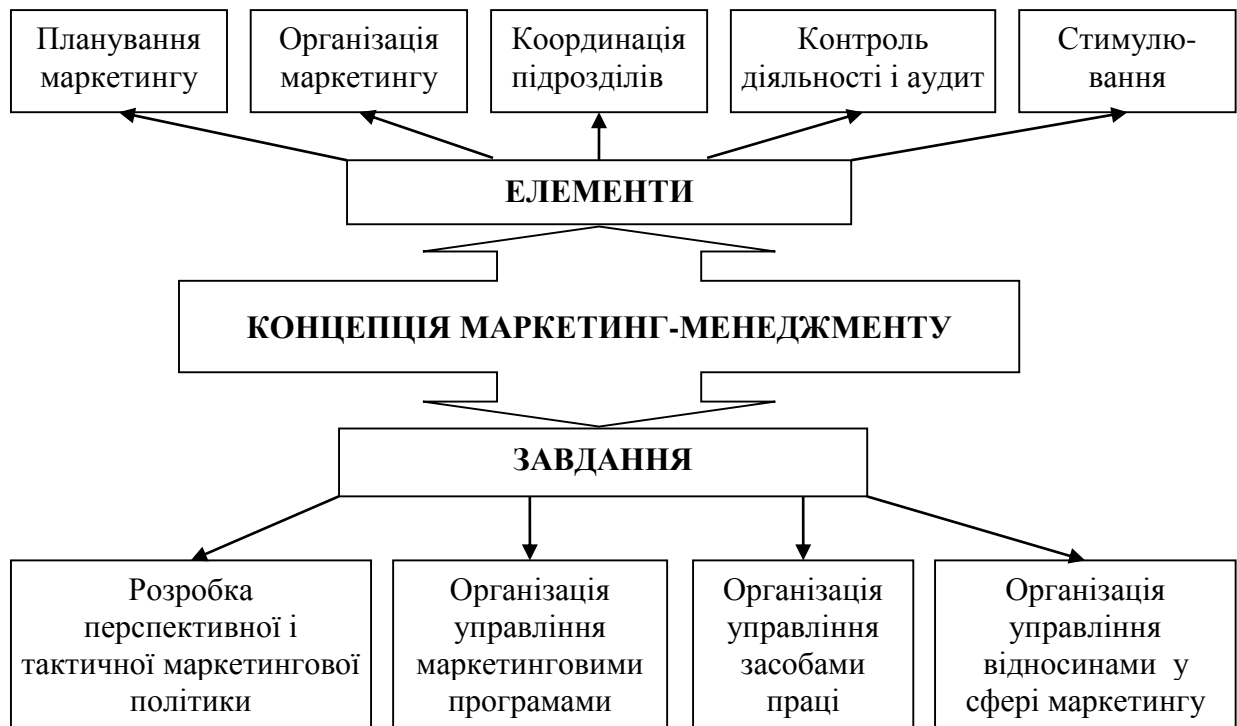 Планування
маркетингу
Організація
маркетингу
Координація
підрозділів
Контроль
діяльності і аудит
Стимулю-
вання
ЕЛЕМЕНТИ
КОНЦЕПЦІЯ МАРКЕТИНГ-МЕНЕДЖМЕНТУ
ЗАВДАННЯ
Розробка
перспективної і
тактичної маркетингової
політики
Організація
управління
маркетинговими
програмами
Організація
управління
засобами
праці
Організація
управління
відносинами у
сфері маркетингу